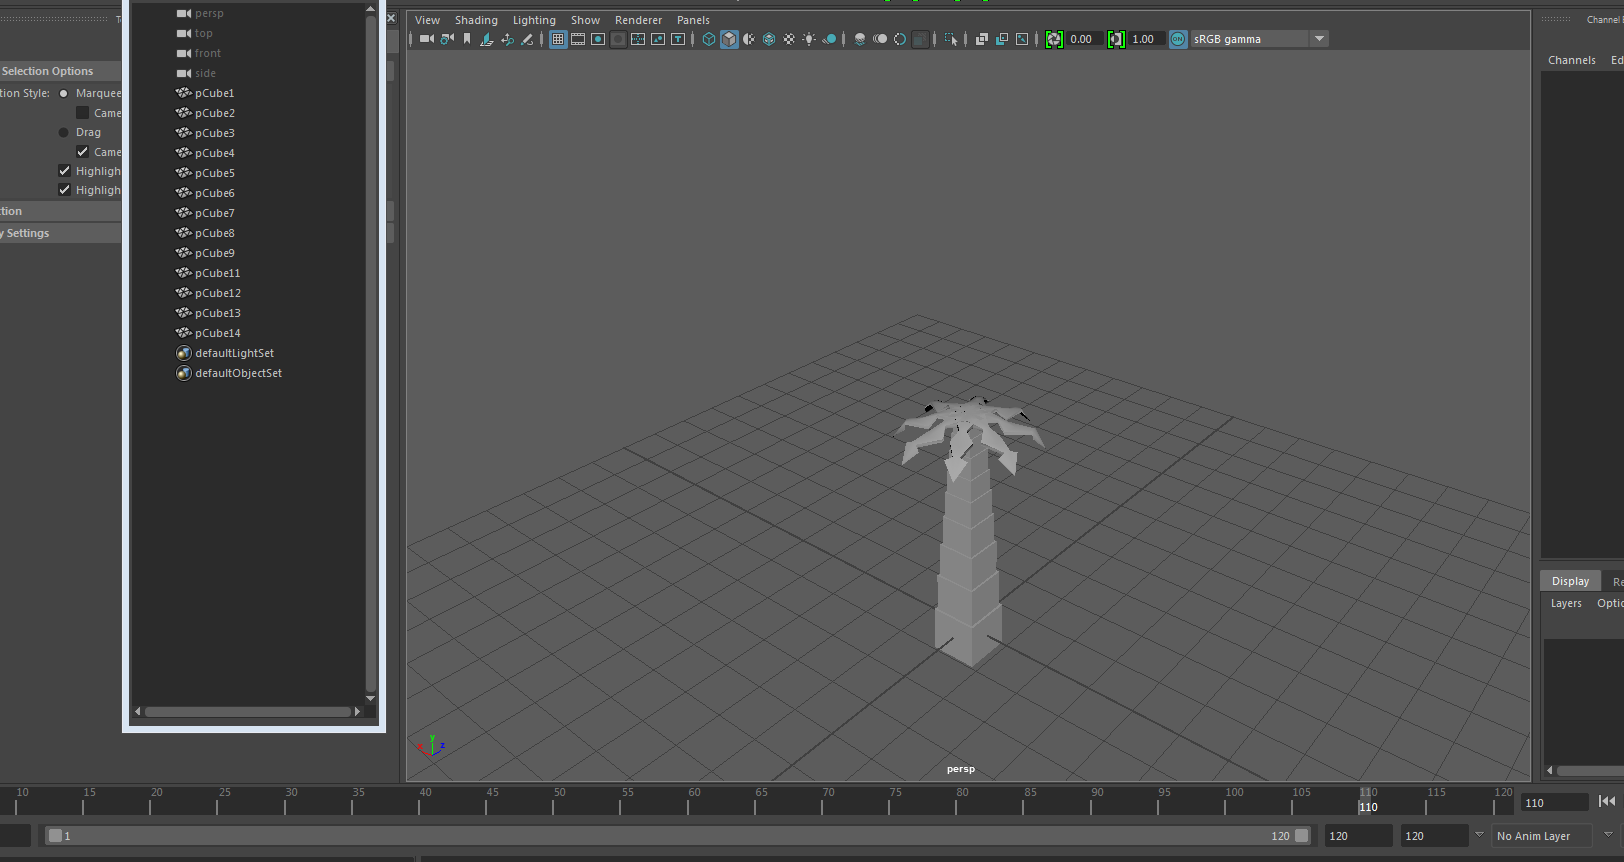 persp
top
front
side
pCube1
pCube2
pCube3
pCube4
pCube5
pCube6
pCube7
pCube8
pCube9
pCube11
pCube12
pCube13
pCube14
defaultLightSet
defaultObjectSet
Selection Options
tion Style: Marquee
Came
Drag
Came
Highligh
Highligh
tion
y Settings
View Shading Lighting Show Renderer Panels
0.00 1.00 ON sRGB gamma
persp
y
x
z
Channel
Channels Ed
Display Re
Layers Optic
10 15 20 25 30 35 40 45 50 55 60 65 70 75 80 85 90 95 100 105 110 115 120
110
110
1 120 120 120 No Anim Layer